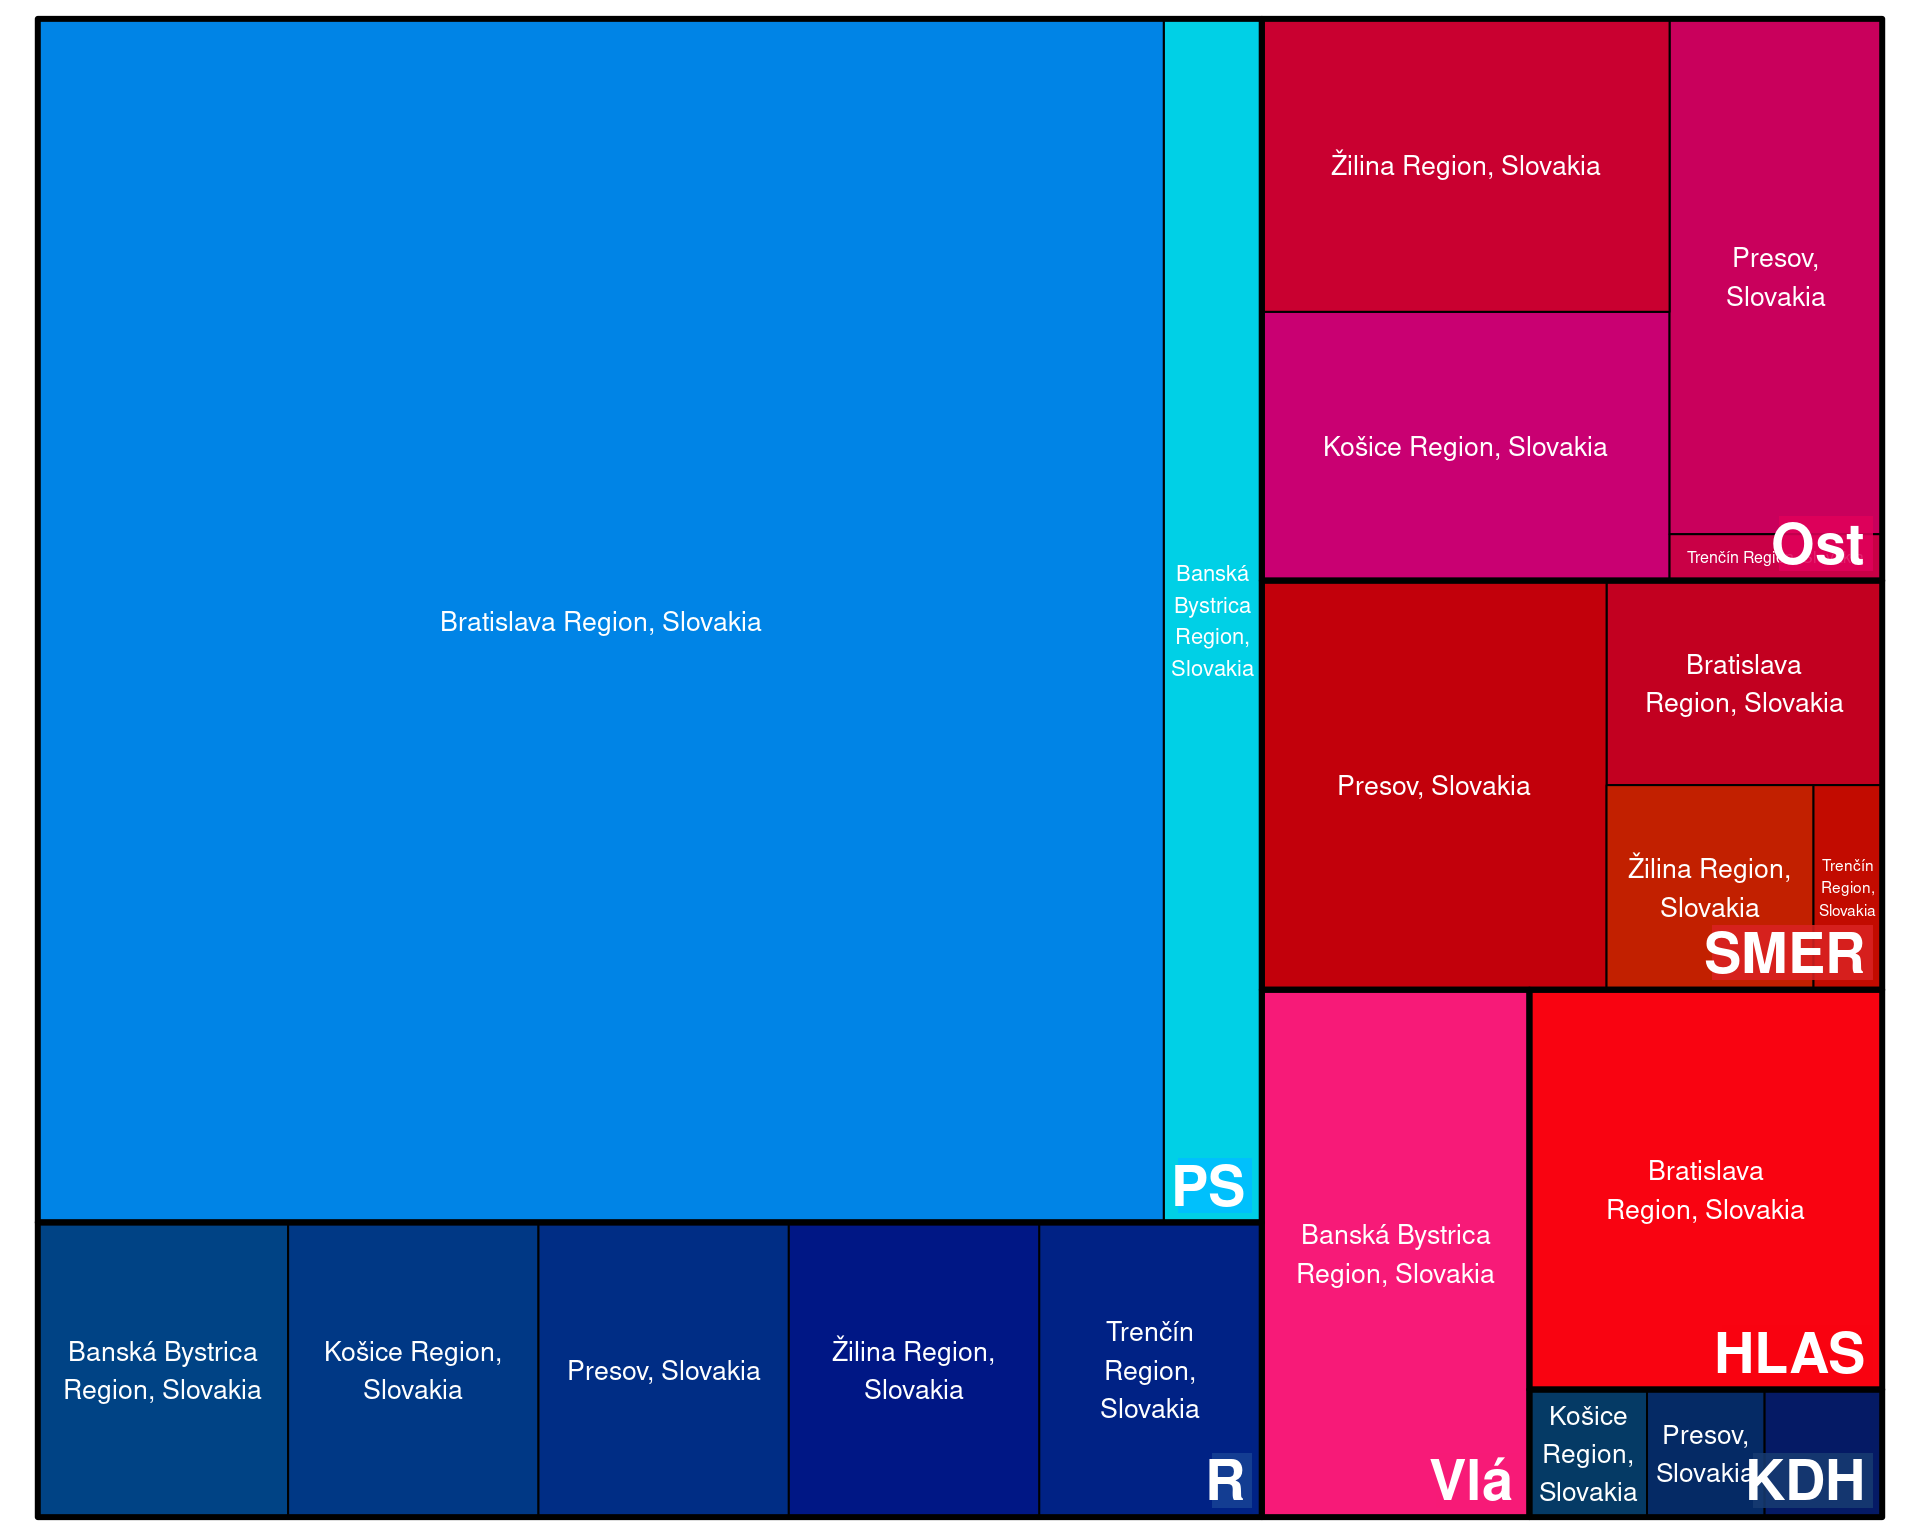 Bratislava Region, Slovakia
Banská
Bystrica
Region,
Slovakia
PS
Žilina Region, Slovakia
Košice Region, Slovakia
Presov,
Slovakia
Trenčín
Ost
Presov, Slovakia
Bratislava
Region, Slovakia
Žilina Region,
Slovakia
Trenčín
Region,
Slovakia
SMER
Banská Bystrica
Region, Slovakia
Košice Region,
Slovakia
Presov, Slovakia
Žilina Region,
Slovakia
Trenčín
Region,
Slovakia
R
Banská Bystrica
Region, Slovakia
Vlá
Bratislava
Region, Slovakia
HLAS
Košice
Region,
Slovakia
Presov,
Slovakia
KDH